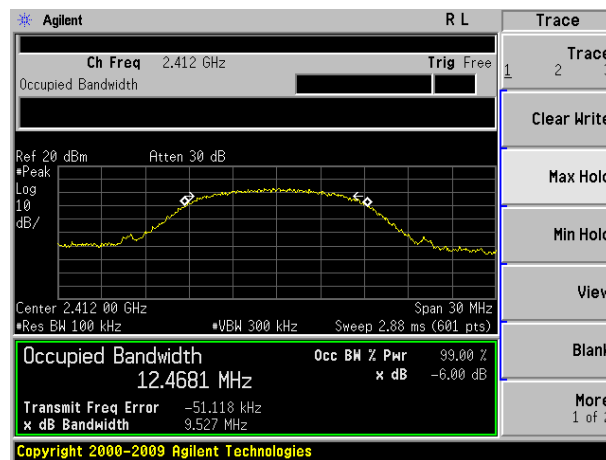 Agilent R L Trace
Ch Freq 2.412 GHz Trig Free
Occupied Bandwidth
Trace
1 2 3
Clear Write
Max Hold
Min Hold
View
Blank
More
1 of 2
Ref 20 dBm Atten 30 dB
#Peak
Log
10
dB/
Center 2.412 00 GHz Span 30 MHz
#Res BW 100 kHz #VBW 300 kHz Sweep 2.88 ms (601 pts)
Occupied Bandwidth Occ BW % Pwr 99.00 %
12.4681 MHz x dB -6.00 dB
Transmit Freq Error -51.118 kHz
x dB Bandwidth 9.527 MHz
Copyright 2000-2009 Agilent Technologies